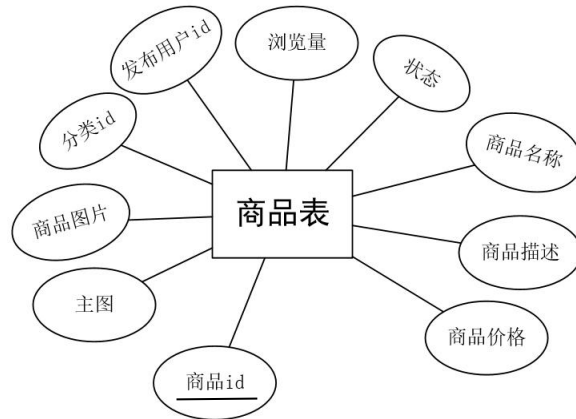 浏览量
发布用户id
状态
分类id
商品名称
商品表
商品图片
商品描述
主图
商品价格
商品id